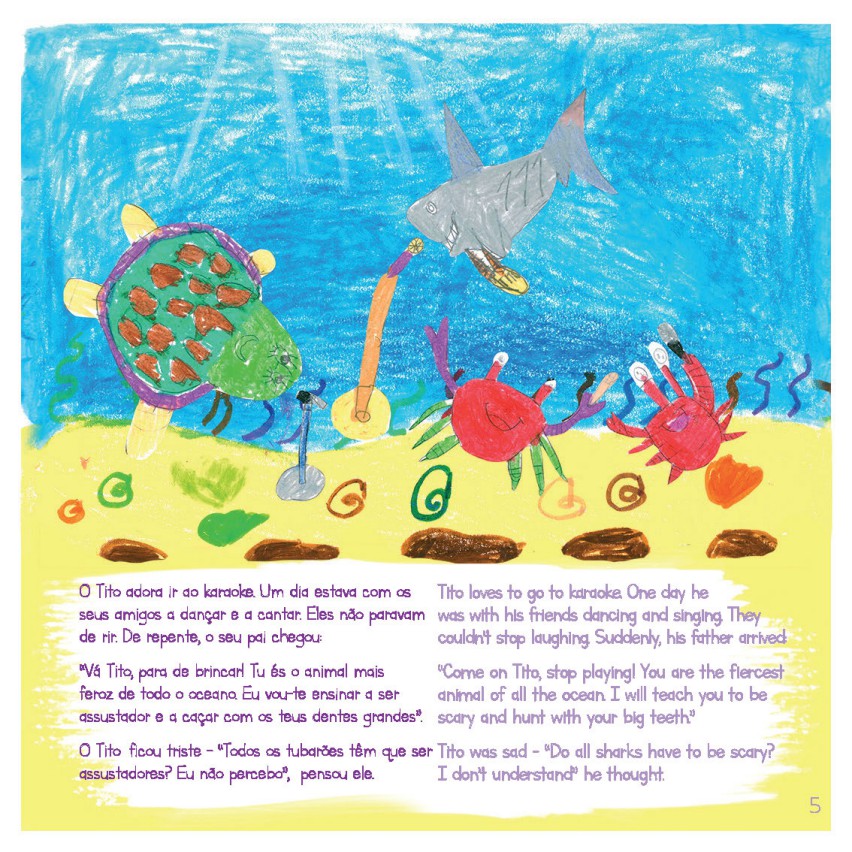 O Tito adora ir ao karaoke. Um dia estava com os
seus amigos a dançar e a cantar. Eles não paravam
de rir. De repente, o seu pai chegou:
"Vá Tito, para de brincar! Tu és o animal mais
feroz de todo o oceano. Eu vou-te ensinar a ser
assustador e a caçar com os teus dentes grandes".
O Tito ficou triste - "Todos os tubarões têm que ser
assustadores? Eu não percebo", pensou ele.
Tito loves to go to karaoke. One day he
was with his friends dancing and singing. They
couldn't stop laughing. Suddenly, his father arrived:
"Come on Tito, stop playing! You are the fiercest
animal of all the ocean. I will teach you to be
scary and hunt with your big teeth."
Tito was sad - "Do all sharks have to be scary?
I don't understand" he thought.
5